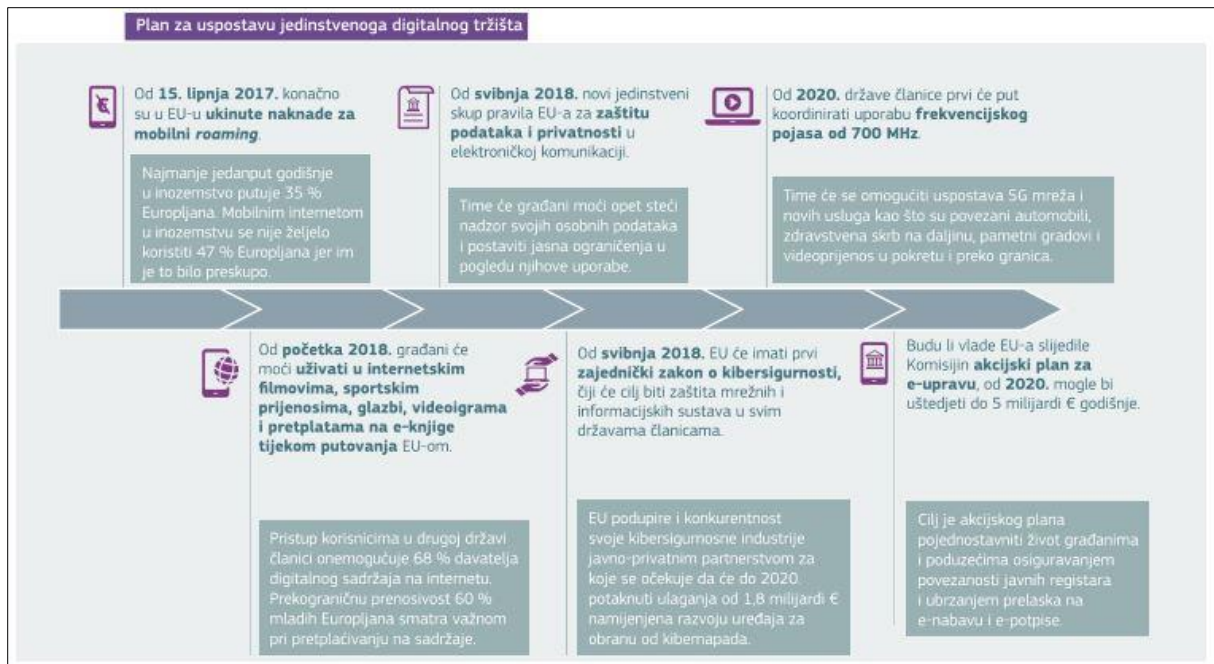 Plan za uspostavu jedinstvenoga digitalnog tržišta
Od 15. lipnja 2017. konačno
su u EU-u ukinute naknade za
mobilni roaming.
Najmanje jedanput godišnje
u inozemstvo putuje 35 %
Europljana. Mobilnim internetom
u inozemstvu se nije željelo
koristiti 47 % Europljana jer im
je to bilo preskupo.
Od svibnja 2018. novi jedinstveni
skup pravila EU-a za zaštitu
podataka i privatnosti u
elektroničkoj komunikaciji.
Time će građani moći opet steći
nadzor svojih osobnih podataka
i postaviti jasna ograničenja u
pogledu njihove uporabe.
Od 2020. države članice prvi će put
koordinirati uporabu frekvencijskog
pojasa od 700 MHz.
Time će se omogućiti uspostava 5G mreža i
novih usluga kao što su povezani automobili,
zdravstvena skrb na daljinu, pametni gradovi i
videoprijenos u pokretu i preko granica.
Od početka 2018. građani će
moći uživati u internetskim
filmovima, sportskim
prijenosima, glazbi, videoigrama
i pretplatama na e-knjige
tijekom putovanja EU-om.
Pristup korisnicima u drugoj državi
članici onemogućuje 68 % davatelja
digitalnog sadržaja na internetu.
Prekograničnu prenosivost 60 %
mladih Europljana smatra važnom
pri pretplaćivanju na sadržaje.
Od svibnja 2018. EU će imati prvi
zajednički zakon o kibersigurnosti,
čiji će cilj biti zaštita mrežnih i
informacijskih sustava u svim
državama članicama.
EU podupire i konkurentnost
svoje kibersigurnosne industrije
javno-privatnim partnerstvom za
koje se očekuje da će do 2020.
potaknuti ulaganja od 1,8 milijardi €
namijenjena razvoju uređaja za
obranu od kibernapada.
Budu li vlade EU-a slijedile
Komisijin akcijski plan za
e-upravu, od 2020. mogle bi
uštedjeti do 5 milijardi € godišnje.
Cilj je akcijskog plana
pojednostavniti život građanima
i poduzećima osiguravanjem
povezanosti javnih registara
i ubrzanjem prelaska na
e-nabavu i e-potpise.